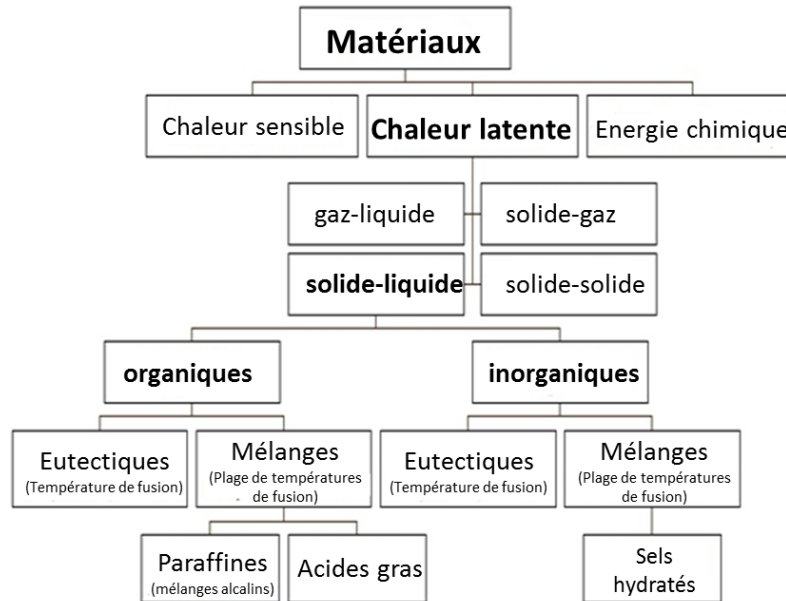 Matériaux
Chaleur sensible
Chaleur latente
Energie chimique
gaz-liquide
solide-gaz
solide-liquide
solide-solide
organiques
inorganiques
Eutectiques
(Température de fusion)
Mélanges
(Plage de températures
de fusion)
Eutectiques
(Température de fusion)
Mélanges
(Plage de températures
de fusion)
Paraffines
(mélanges alcalins)
Acides gras
Sels
hydratés